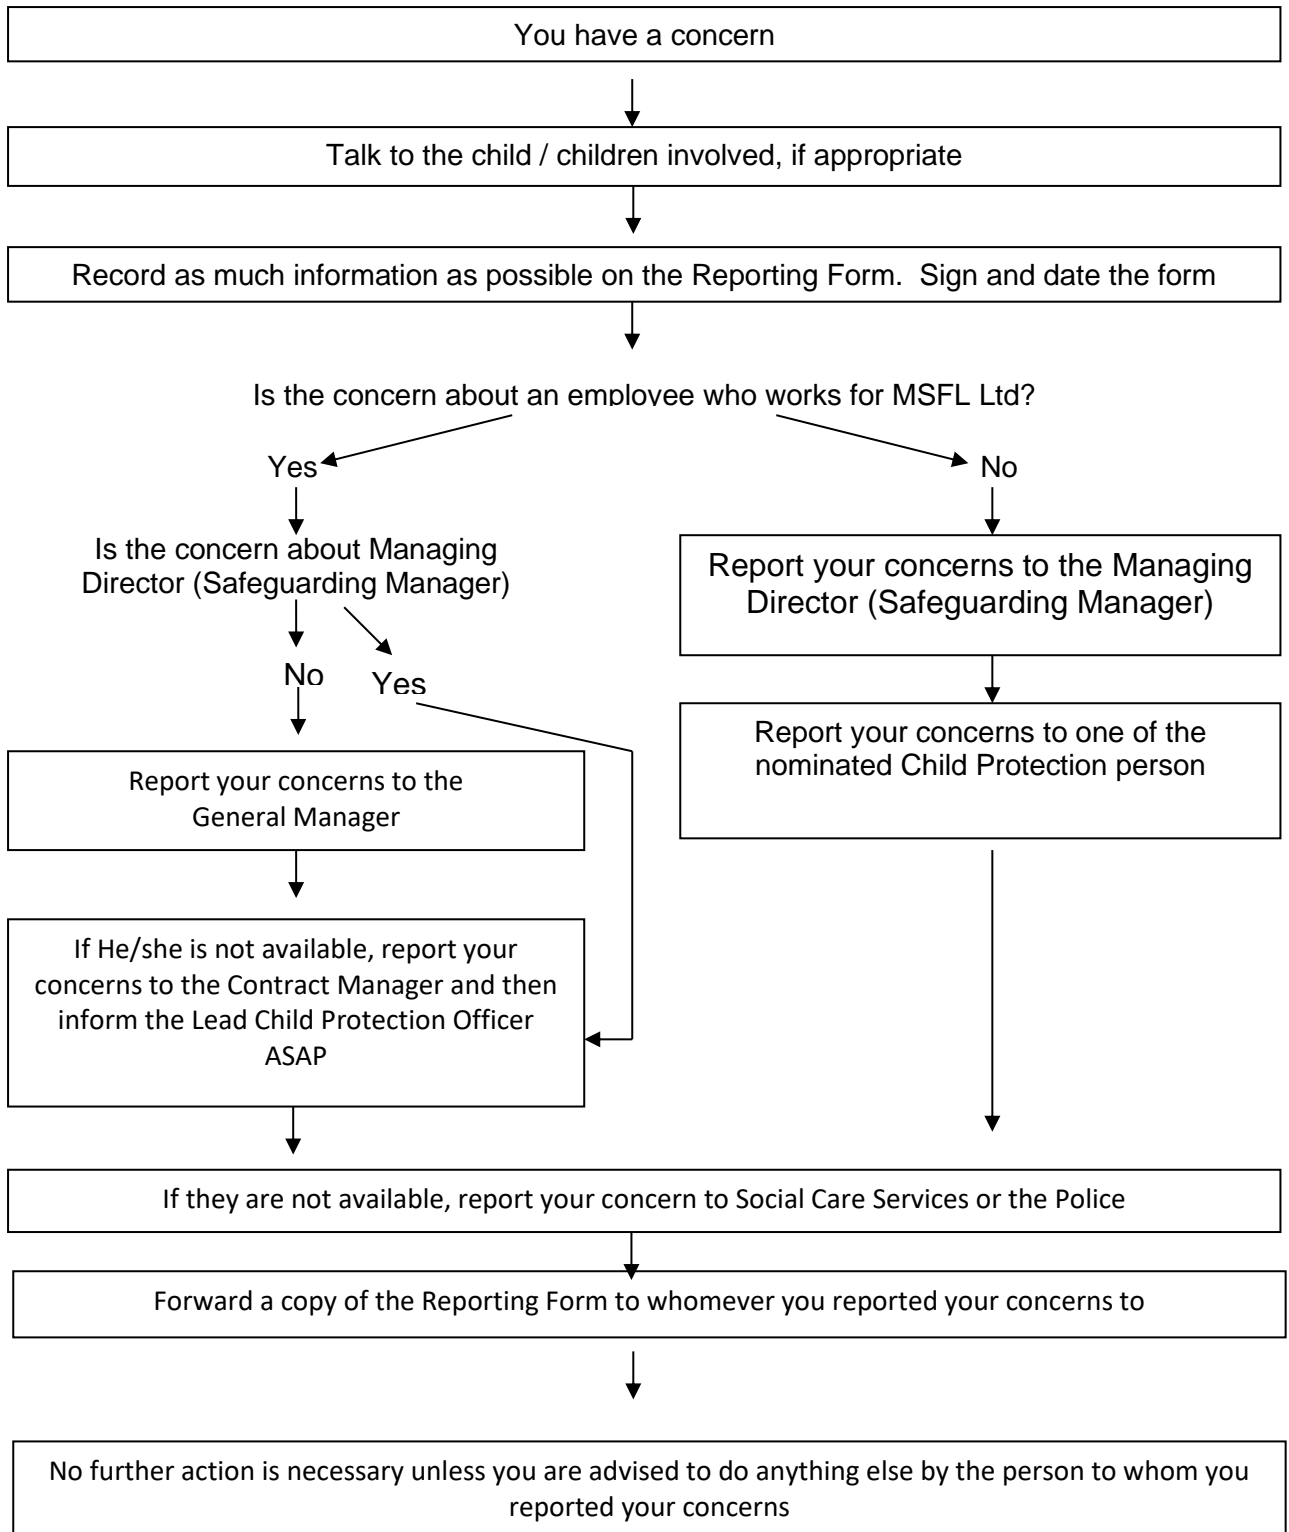 You have a concern
Talk to the child / children involved, if appropriate
Record as much information as possible on the Reporting Form.  Sign and date the form
Is the concern about an employee who works for MSFL Ltd?
Yes
No
Is the concern about Managing
Director (Safeguarding Manager)
Report your concerns to the Managing
Director (Safeguarding Manager)
No
Yes
Report your concerns to one of the
nominated Child Protection person
Report your concerns to the
General Manager
If He/she is not available, report your
concerns to the Contract Manager and then
inform the Lead Child Protection Officer
ASAP
If they are not available, report your concern to Social Care Services or the Police
Forward a copy of the Reporting Form to whomever you reported your concerns to
No further action is necessary unless you are advised to do anything else by the person to whom you
reported your concerns